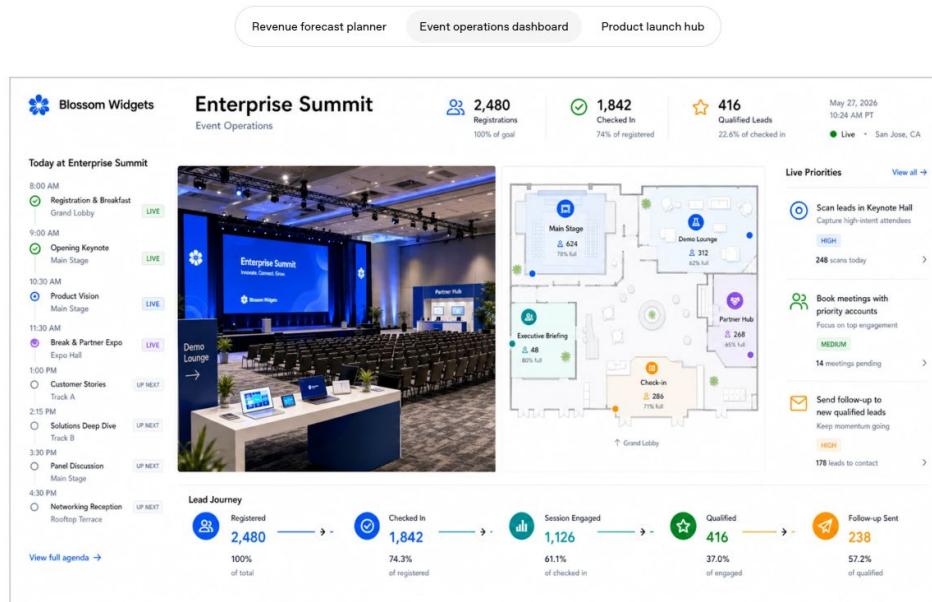 Revenue forecast planner
Event operations dashboard
Product launch hub
Blossom Widgets
Enterprise Summit
Event Operations
2,480
Registrations
100% of goal
1,842
Checked In
74% of registered
416
Qualified Leads
22.6% of checked in
May 27, 2026
10:24 AM PT
Live • San Jose, CA
Today at Enterprise Summit
8:00 AM
Registration & Breakfast
Grand Lobby
LIVE
9:00 AM
Opening Keynote
Main Stage
LIVE
10:30 AM
Product Vision
Main Stage
LIVE
11:30 AM
Break & Partner Expo
Expo Hall
LIVE
1:00 PM
Customer Stories
Track A
UP NEXT
2:15 PM
Solutions Deep Dive
Track B
UP NEXT
3:30 PM
Panel Discussion
Main Stage
UP NEXT
4:30 PM
Networking Reception
Rooftop Terrace
UP NEXT
View full agenda →
Enterprise Summit
Innovate. Connect. Grow.
Blossom Widgets
Partner Hub
Demo
Lounge
→
Main Stage
624
78% full
Demo Lounge
312
62% full
Executive Briefing
48
80% full
Partner Hub
268
65% full
Check-in
286
71% full
↑ Grand Lobby
Live Priorities
View all →
Scan leads in Keynote Hall
Capture high-intent attendees
HIGH
248 scans today
Book meetings with
priority accounts
Focus on top engagement
MEDIUM
14 meetings pending
Send follow-up to
new qualified leads
Keep momentum going
HIGH
178 leads to contact
Lead Journey
Registered
2,480
100%
of total
Checked In
1,842
74.3%
of registered
Session Engaged
1,126
61.1%
of checked in
Qualified
416
37.0%
of engaged
Follow-up Sent
238
57.2%
of qualified